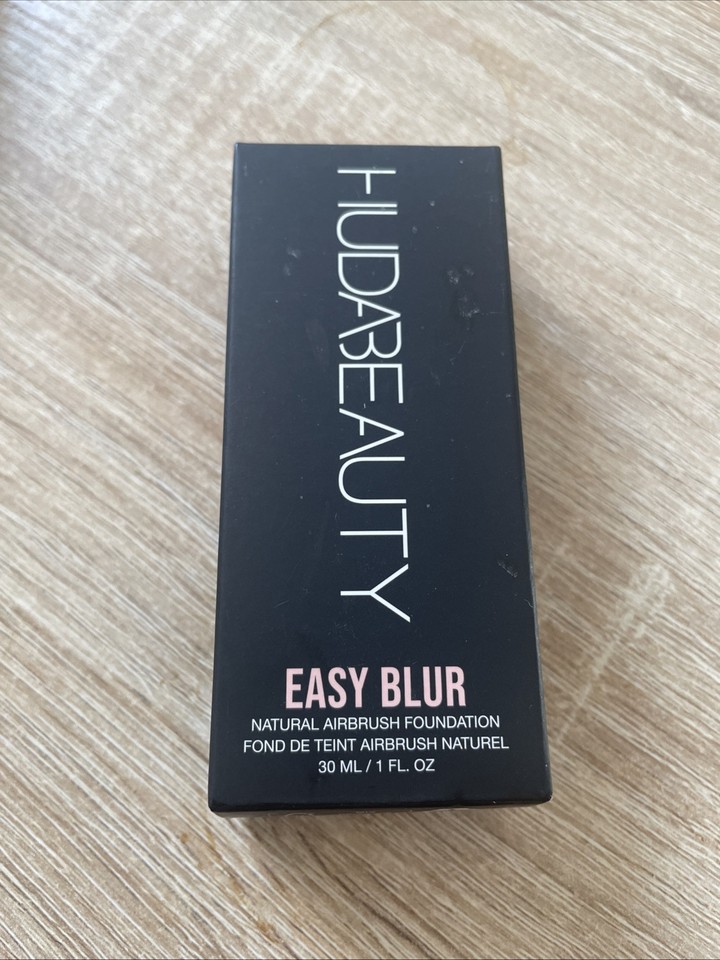 HUDABEAUTY
EASY BLUR
NATURAL AIRBRUSH FOUNDATION
FOND DE TEINT AIRBRUSH NATUREL
30 ML / 1 FL. OZ